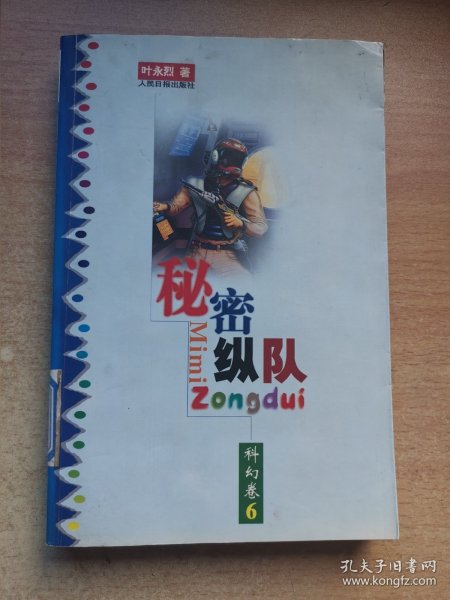 叶永烈 著
人民日报出版社
秘密
纵队
Mimi
Zongdui
科幻卷
6
孔夫子旧书网
www.kongfz.com